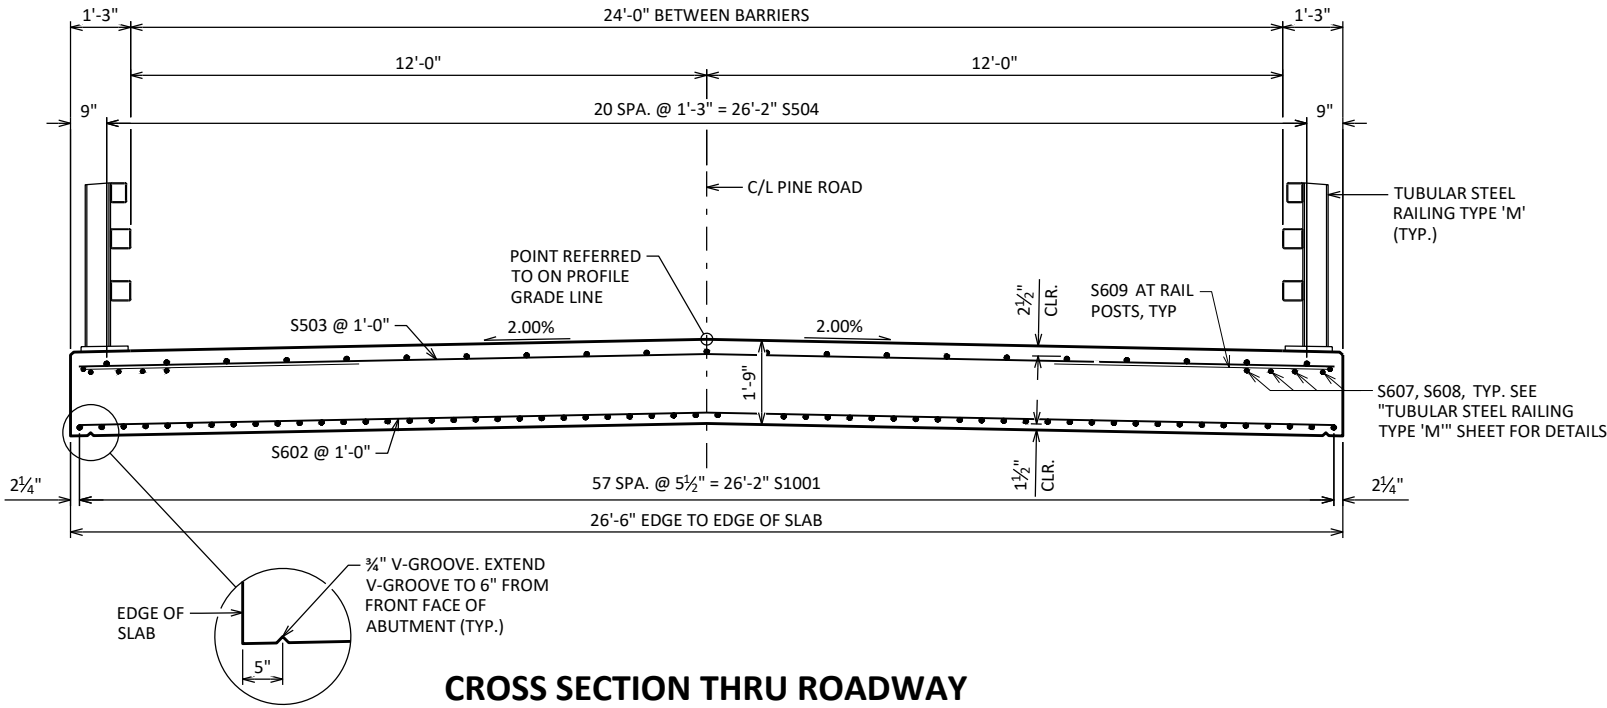 1'-3"
24'-0" BETWEEN BARRIERS
1'-3"
12'-0"
12'-0"
9"
20 SPA. @ 1'-3" = 26'-2" S504
9"
C/L PINE ROAD
TUBULAR STEEL
RAILING TYPE 'M'
(TYP.)
POINT REFERRED
TO ON PROFILE
GRADE LINE
2½"
CLR.
S609 AT RAIL
POSTS, TYP
S503 @ 1'-0"
2.00%
2.00%
1'-9"
S607, S608, TYP. SEE
"TUBULAR STEEL RAILING
TYPE 'M'" SHEET FOR DETAILS
S602 @ 1'-0"
1½"
CLR.
2¼"
57 SPA. @ 5½" = 26'-2" S1001
2¼"
26'-6" EDGE TO EDGE OF SLAB
¾" V-GROOVE. EXTEND
V-GROOVE TO 6" FROM
FRONT FACE OF
ABUTMENT (TYP.)
EDGE OF
SLAB
5"
CROSS SECTION THRU ROADWAY